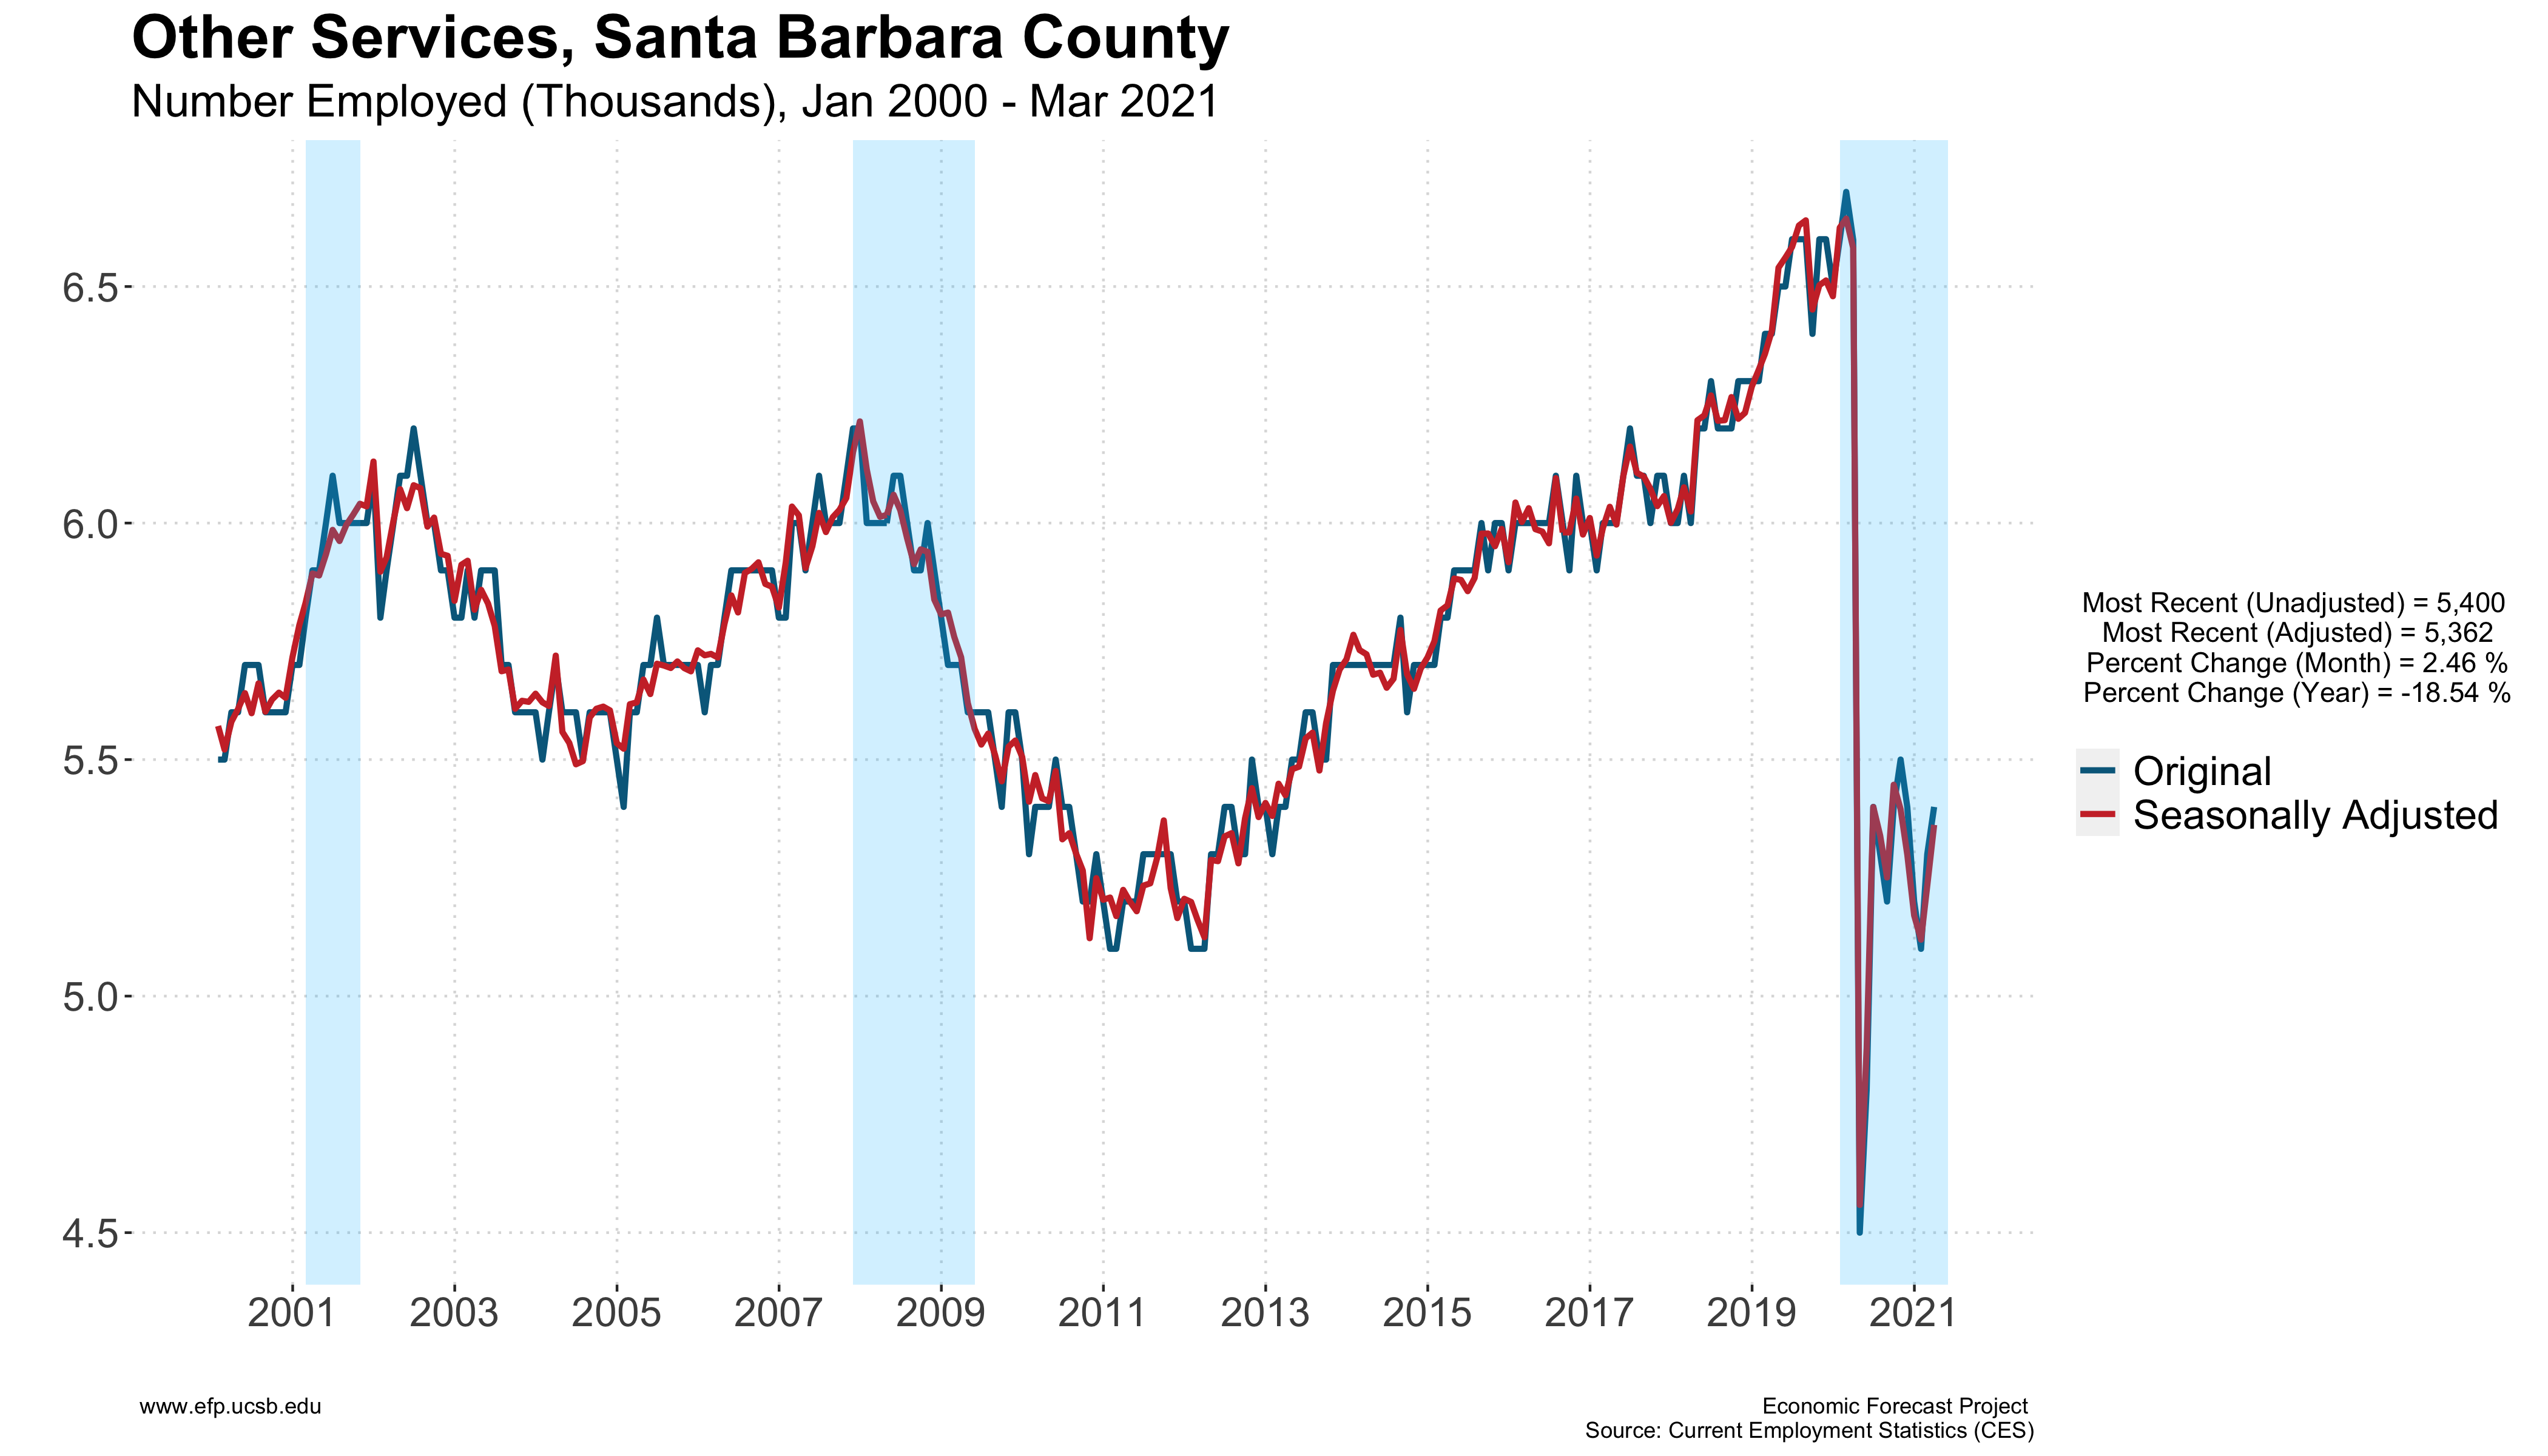 Other Services, Santa Barbara County
Number Employed (Thousands), Jan 2000 - Mar 2021
6.5
6.0
5.5
5.0
4.5
2001 2003 2005 2007 2009 2011 2013 2015 2017 2019 2021
Most Recent (Unadjusted) = 5,400
Most Recent (Adjusted) = 5,362
Percent Change (Month) = 2.46 %
Percent Change (Year) = -18.54 %
Original
Seasonally Adjusted
www.efp.ucsb.edu
Economic Forecast Project
Source: Current Employment Statistics (CES)